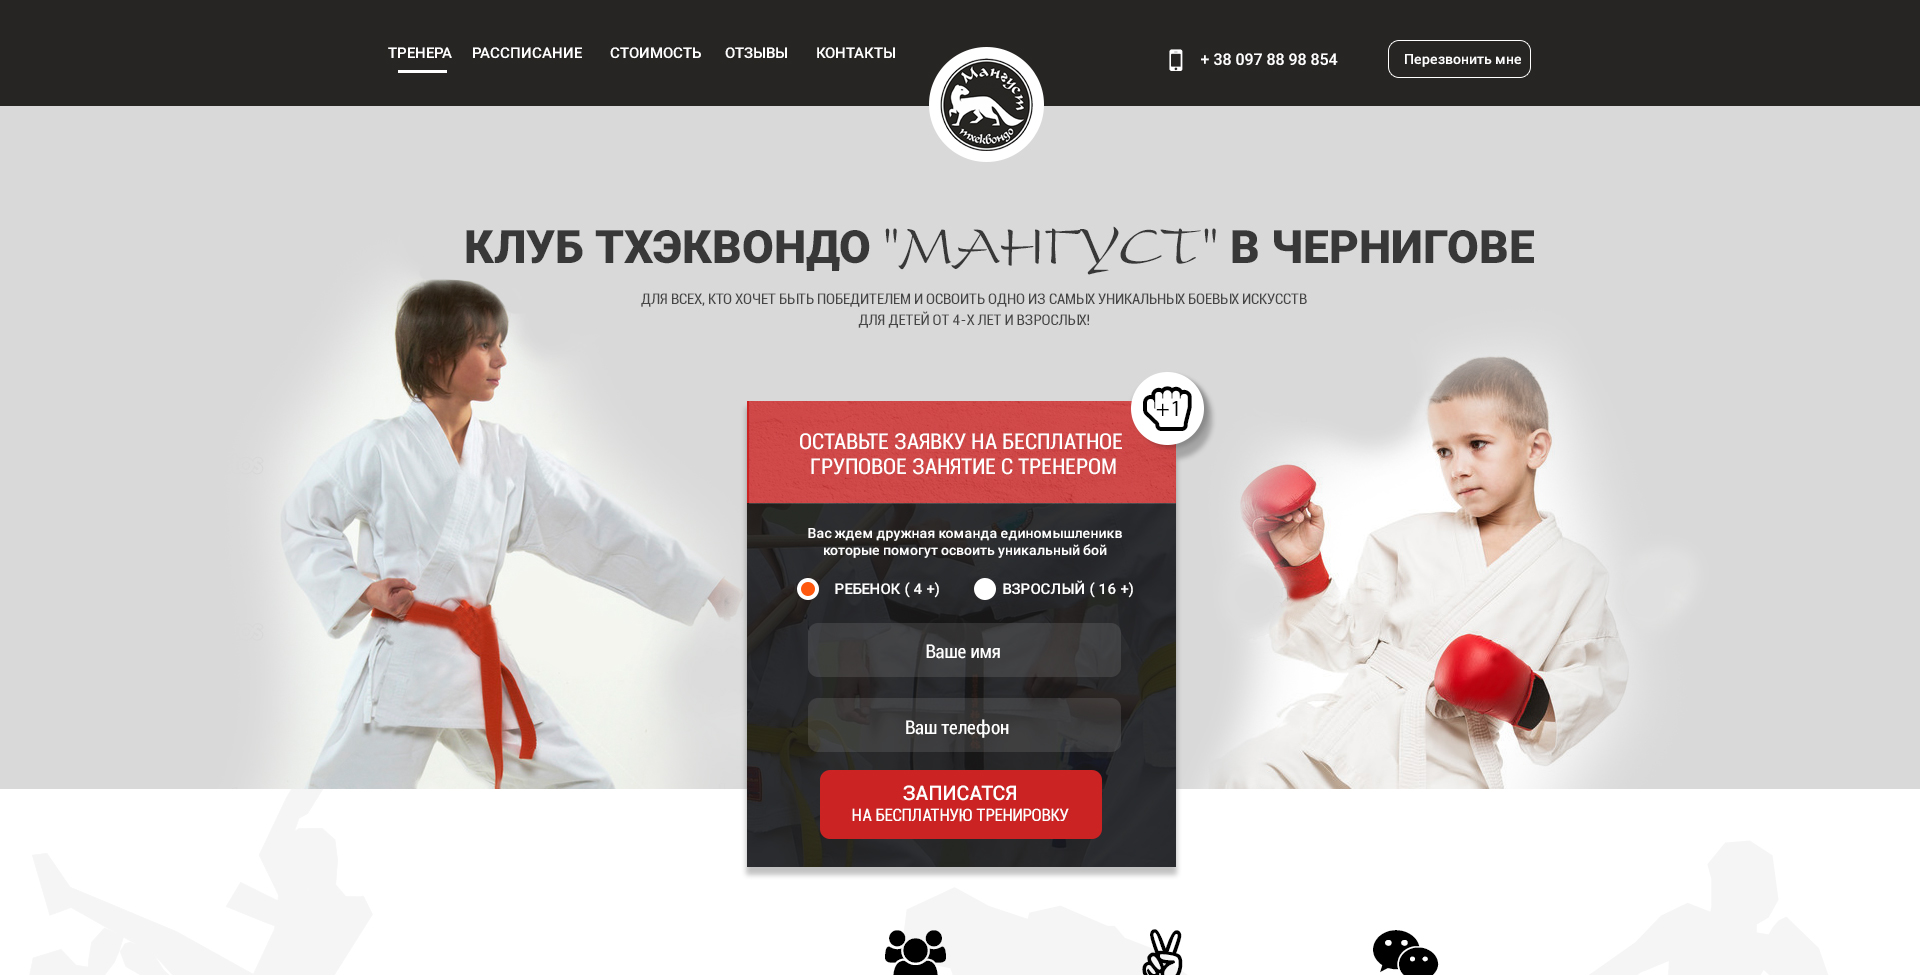 ТРЕНЕРА РАССПИСАНИЕ СТОИМОСТЬ ОТЗЫВЫ КОНТАКТЫ
Мангуст
тхеквондо
+ 38 097 88 98 854
Перезвонить мне
КЛУБ ТХЭКВОНДО "МАНГУСТ" В ЧЕРНИГОВЕ
ДЛЯ ВСЕХ, КТО ХОЧЕТ БЫТЬ ПОБЕДИТЕЛЕМ И ОСВОИТЬ ОДНО ИЗ САМЫХ УНИКАЛЬНЫХ БОЕВЫХ ИСКУССТВ
ДЛЯ ДЕТЕЙ ОТ 4-Х ЛЕТ И ВЗРОСЛЫХ!
+1
ОСТАВЬТЕ ЗАЯВКУ НА БЕСПЛАТНОЕ
ГРУПОВОЕ ЗАНЯТИЕ С ТРЕНЕРОМ
Вас ждем дружная команда единомышленикв
которые помогут освоить уникальный бой
РЕБЕНОК ( 4 +) ВЗРОСЛЫЙ ( 16 +)
Ваше имя
Ваш телефон
ЗАПИСАТСЯ
НА БЕСПЛАТНУЮ ТРЕНИРОВКУ